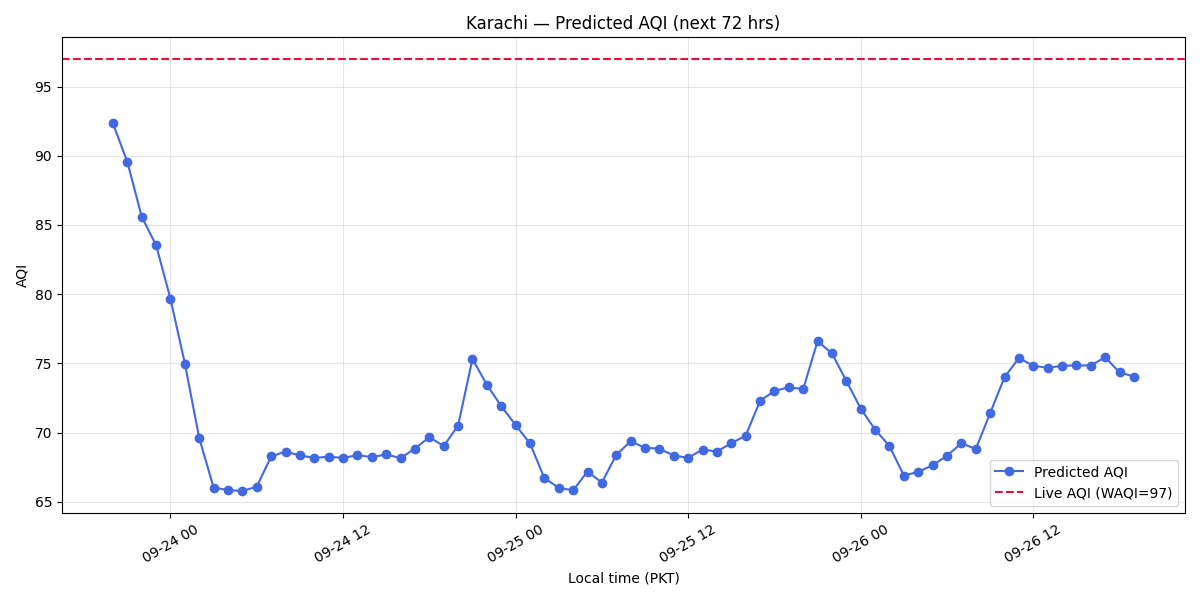 Karachi — Predicted AQI (next 72 hrs)
AQI
95
90
85
80
75
70
65
09-24 00
09-24 12
09-25 00
09-25 12
09-26 00
09-26 12
Local time (PKT)
Predicted AQI
Live AQI (WAQI=97)